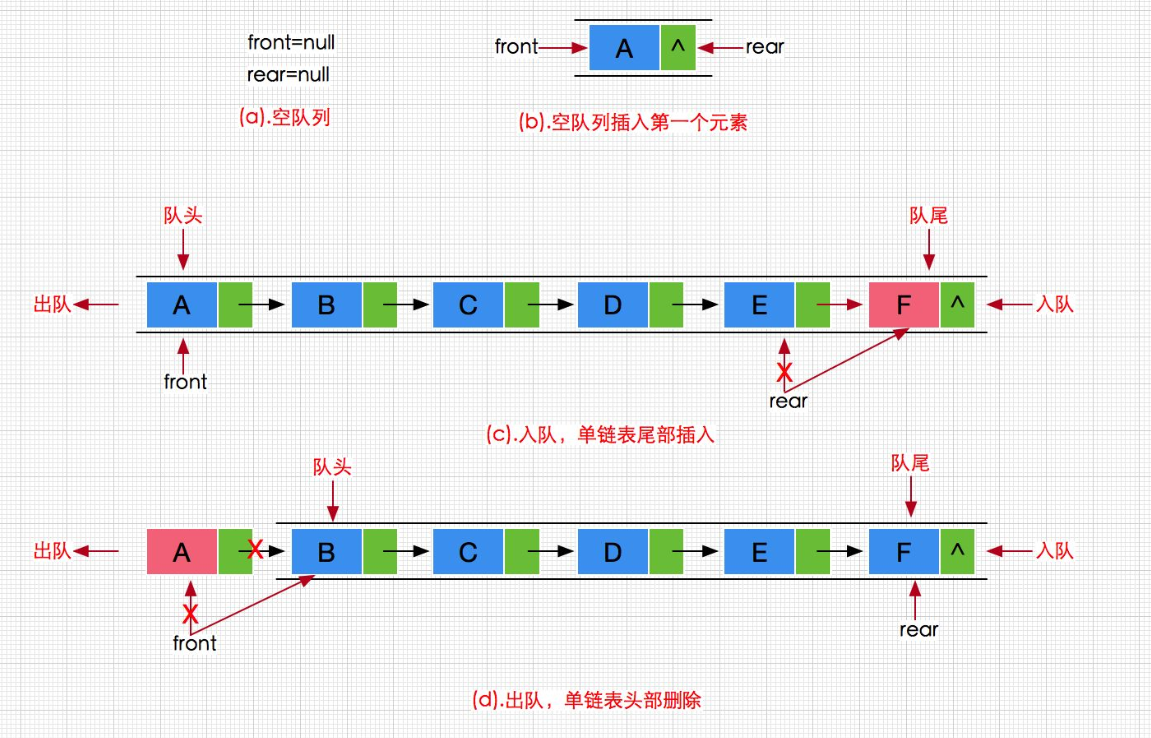 front=null
rear=null
(a).空队列
front A ^ rear
(b).空队列插入第一个元素
队头 队尾
出队 A B C D E F ^ 入队
front
X
rear
(c).入队，单链表尾部插入
队头 队尾
出队 A X B C D E F ^ 入队
X
front rear
(d).出队，单链表头部删除